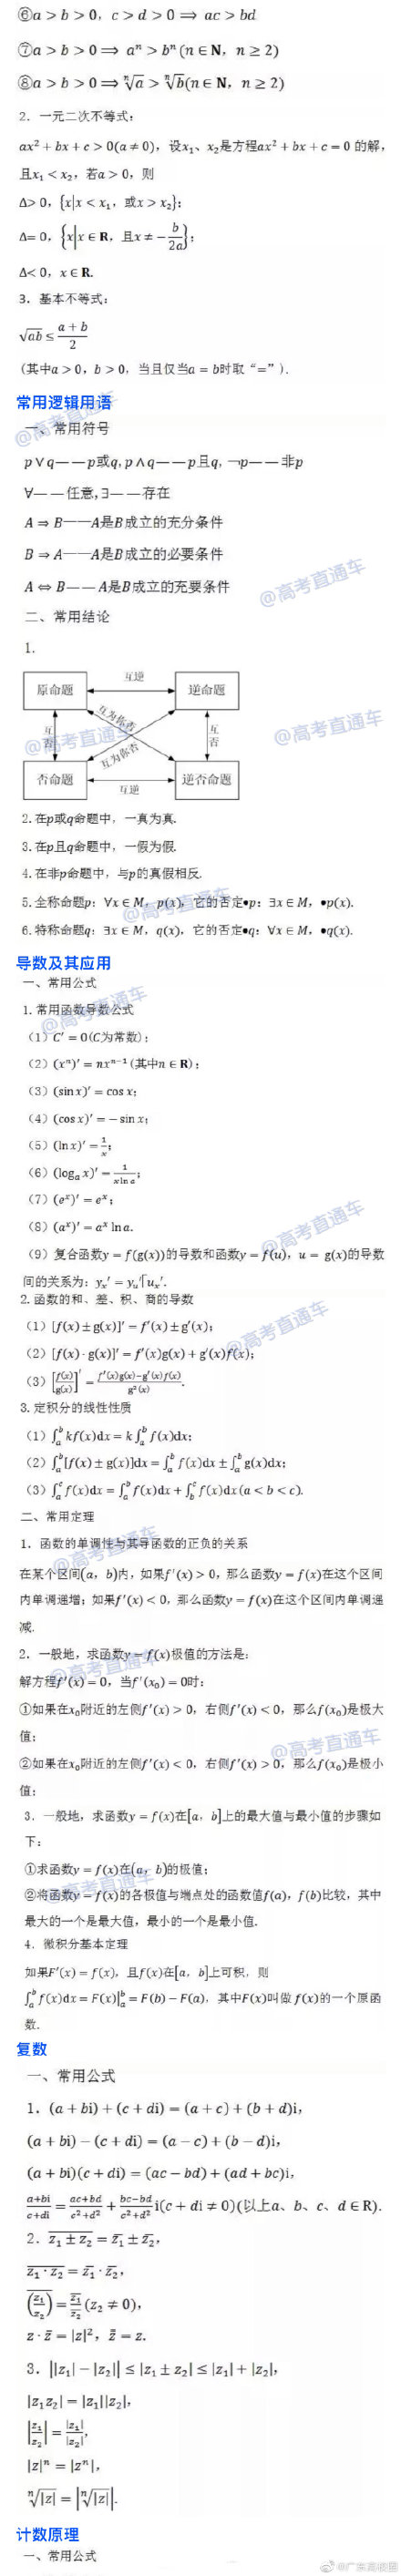 ⑥a > b > 0，c > d > 0 ⟹ ac > bd
⑦a > b > 0 ⟹ aⁿ > bⁿ(n ∈ N，n ≥ 2)
⑧a > b > 0 ⟹ ⁿ√a > ⁿ√b(n ∈ N，n ≥ 2)
2．一元二次不等式：
ax² + bx + c > 0(a ≠ 0)，设x₁、x₂是方程ax² + bx + c = 0 的解，
且x₁ < x₂，若a > 0，则
Δ> 0，{x|x < x₁，或x > x₂}；
Δ= 0，{x|x ∈ R，且x ≠ −b/2a}；
Δ< 0，x ∈ R.
3．基本不等式：
√ab ≤ (a + b)/2
(其中a > 0，b > 0，当且仅当a = b时取“=”)．
常用逻辑用语
一、常用符号
p ∨ q——p或q, p ∧ q——p且q, ¬p——非p
∀——任意, ∃——存在
A ⇒ B——A是B成立的充分条件
B ⇒ A——A是B成立的必要条件
A ⇔ B——A是B成立的充要条件
二、常用结论
1.
原命题 互逆 逆命题
互否 互为你否 互为你否 互否
否命题 互逆 逆否命题
2.在p或q命题中，一真为真.
3.在p且q命题中，一假为假.
4.在非p命题中，与p的真假相反.
5.全称命题p：∀x ∈ M，p(x)，它的否定•p：∃x ∈ M，•p(x).
6.特称命题q：∃x ∈ M，q(x)，它的否定•q：∀x ∈ M，•q(x).
导数及其应用
一、常用公式
1.常用函数导数公式
（1）C′ = 0(C为常数)；
（2）(xⁿ)′ = nxⁿ⁻¹(其中n ∈ R)；
（3）(sin x)′ = cos x；
（4）(cos x)′ = − sin x；
（5）(ln x)′ = 1/x；
（6）(logₐ x)′ = 1/(x ln a)；
（7）(eˣ)′ = eˣ；
（8）(aˣ)′ = aˣ ln a.
（9）复合函数y = f(g(x))的导数和函数y = f(u)，u = g(x)的导数
间的关系为：yₓ′ = yᵤ′·uₓ′.
2.函数的和、差、积、商的导数
（1）[f(x) ± g(x)]′ = f′(x) ± g′(x)；
（2）[f(x) · g(x)]′ = f′(x)g(x) + g′(x)f(x)；
（3）[f(x)/g(x)]′ = (f′(x)g(x)−g′(x)f(x))/g²(x).
3.定积分的线性性质
（1）∫ₐᵇ kf(x)dx = k∫ₐᵇ f(x)dx；
（2）∫ₐᵇ[f(x) ± g(x)]dx = ∫ₐᵇ f(x)dx ± ∫ₐᵇ g(x)dx；
（3）∫ₐᶜ f(x)dx = ∫ₐᵇ f(x)dx + ∫_b^c f(x)dx(a < b < c).
二、常用定理
1．函数的单调性与其导函数的正负的关系
在某个区间(a，b)内，如果f′(x) > 0，那么函数y = f(x)在这个区间
内单调递增；如果f′(x) < 0，那么函数y = f(x)在这个区间内单调递
减.
2．一般地，求函数y = f(x)极值的方法是：
解方程f′(x) = 0，当f′(x₀) = 0时：
①如果在x₀附近的左侧f′(x) > 0，右侧f′(x) < 0，那么f(x₀)是极大
值；
②如果在x₀附近的左侧f′(x) < 0，右侧f′(x) > 0，那么f(x₀)是极小
值；
3．一般地，求函数y = f(x)在[a，b]上的最大值与最小值的步骤如
下：
①求函数y = f(x)在(a，b)的极值；
②将函数y = f(x)的各极值与端点处的函数值f(a)，f(b)比较，其中
最大的一个是最大值，最小的一个是最小值.
4．微积分基本定理
如果F′(x) = f(x)，且f(x)在[a，b]上可积，则
∫ₐᵇ f(x)dx = F(x)|ₐᵇ = F(b) − F(a)，其中F(x)叫做 f(x)的一个原函
数.
复数
一、常用公式
1．(a + bi) + (c + di) = (a + c) + (b + d)i，
(a + bi) − (c + di) = (a − c) + (b − d)i，
(a + bi)(c + di) = (ac − bd) + (ad + bc)i，
(a+bi)/(c+di) = (ac+bd)/(c²+d²) + (bc−bd)/(c²+d²) i(c + di ≠ 0)(以上a、b、c、d ∈ R).
2．z̅₁ ̅±̅ ̅z̅₂ = z̅₁ ± z̅₂，
z̅₁ ̅·̅ ̅z̅₂ = z̅₁ · z̅₂，
(z₁/z₂)̅ = z̅₁/z̅₂ (z₂ ≠ 0)，
z · z̅ = |z|²，z̿ = z.
3．||z₁| − |z₂|| ≤ |z₁ ± z₂| ≤ |z₁| + |z₂|，
|z₁z₂| = |z₁||z₂|，
|z₁/z₂| = |z₁|/|z₂|，
|z|ⁿ = |zⁿ|，
ⁿ√|z| = |ⁿ√|z||.
计数原理
一、常用公式
@高考直通车
@高考直通车
@高考直通车
@高考直通车
@高考直通车
@高考直通车
@高考直通车
@高考直通车
@高考直通车
@高考直通车
@高考直通车
@高考直通车
@广东高校圈